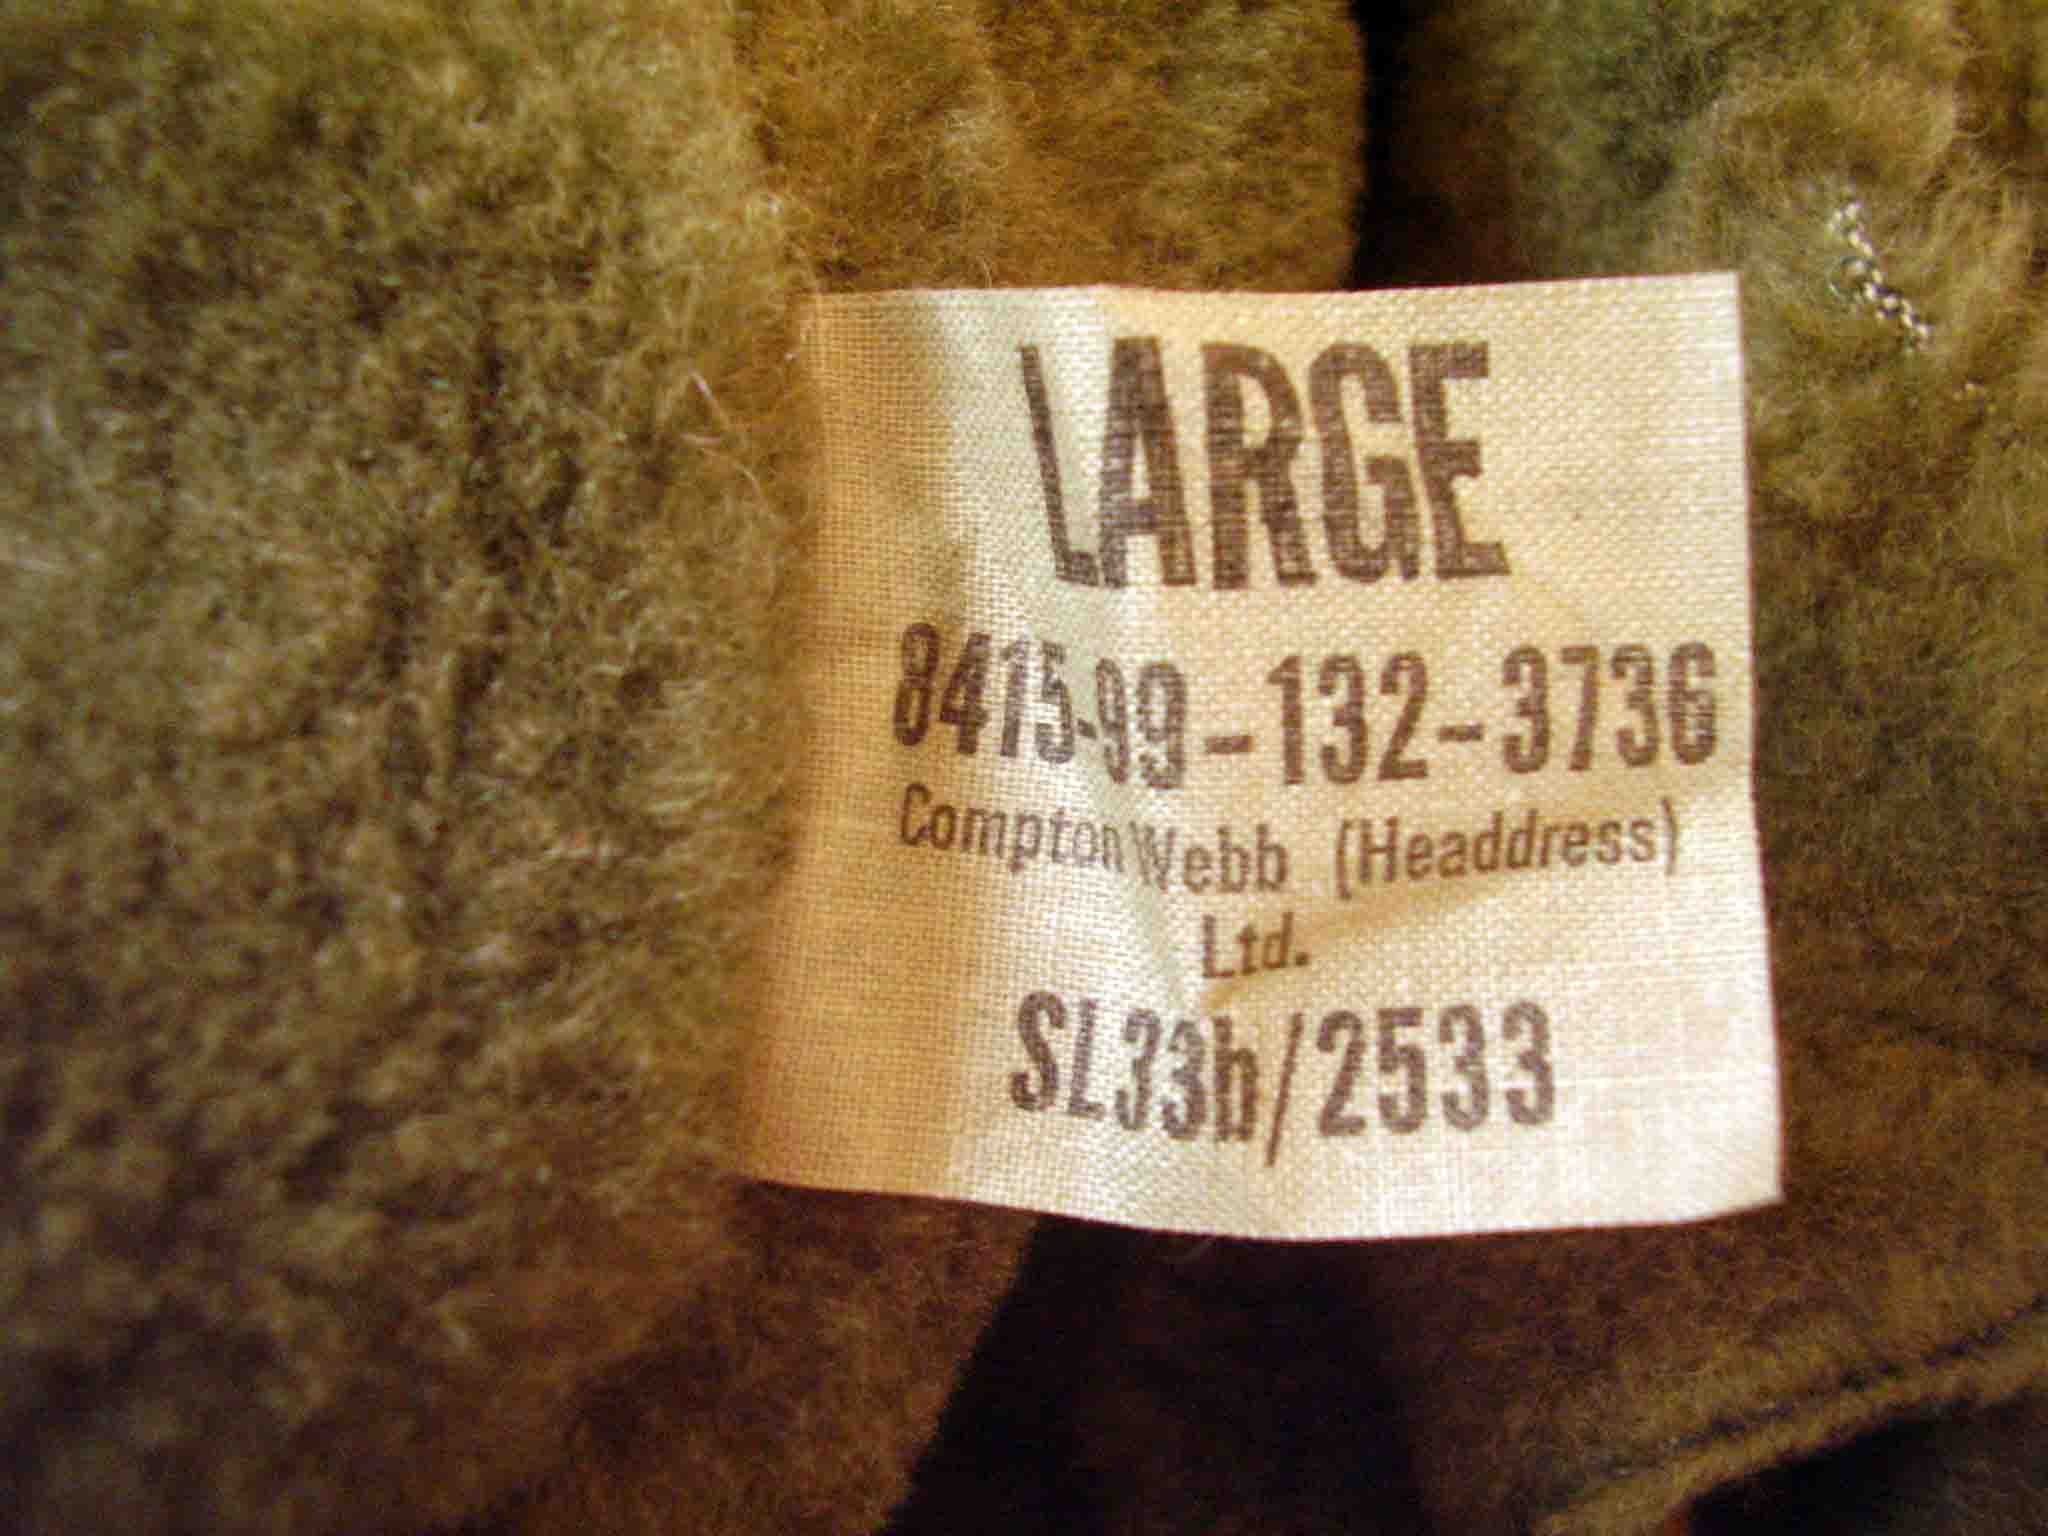 LARGE
8415-99-132-3736
Compton Webb (Headdress)
Ltd.
SL33b/2533